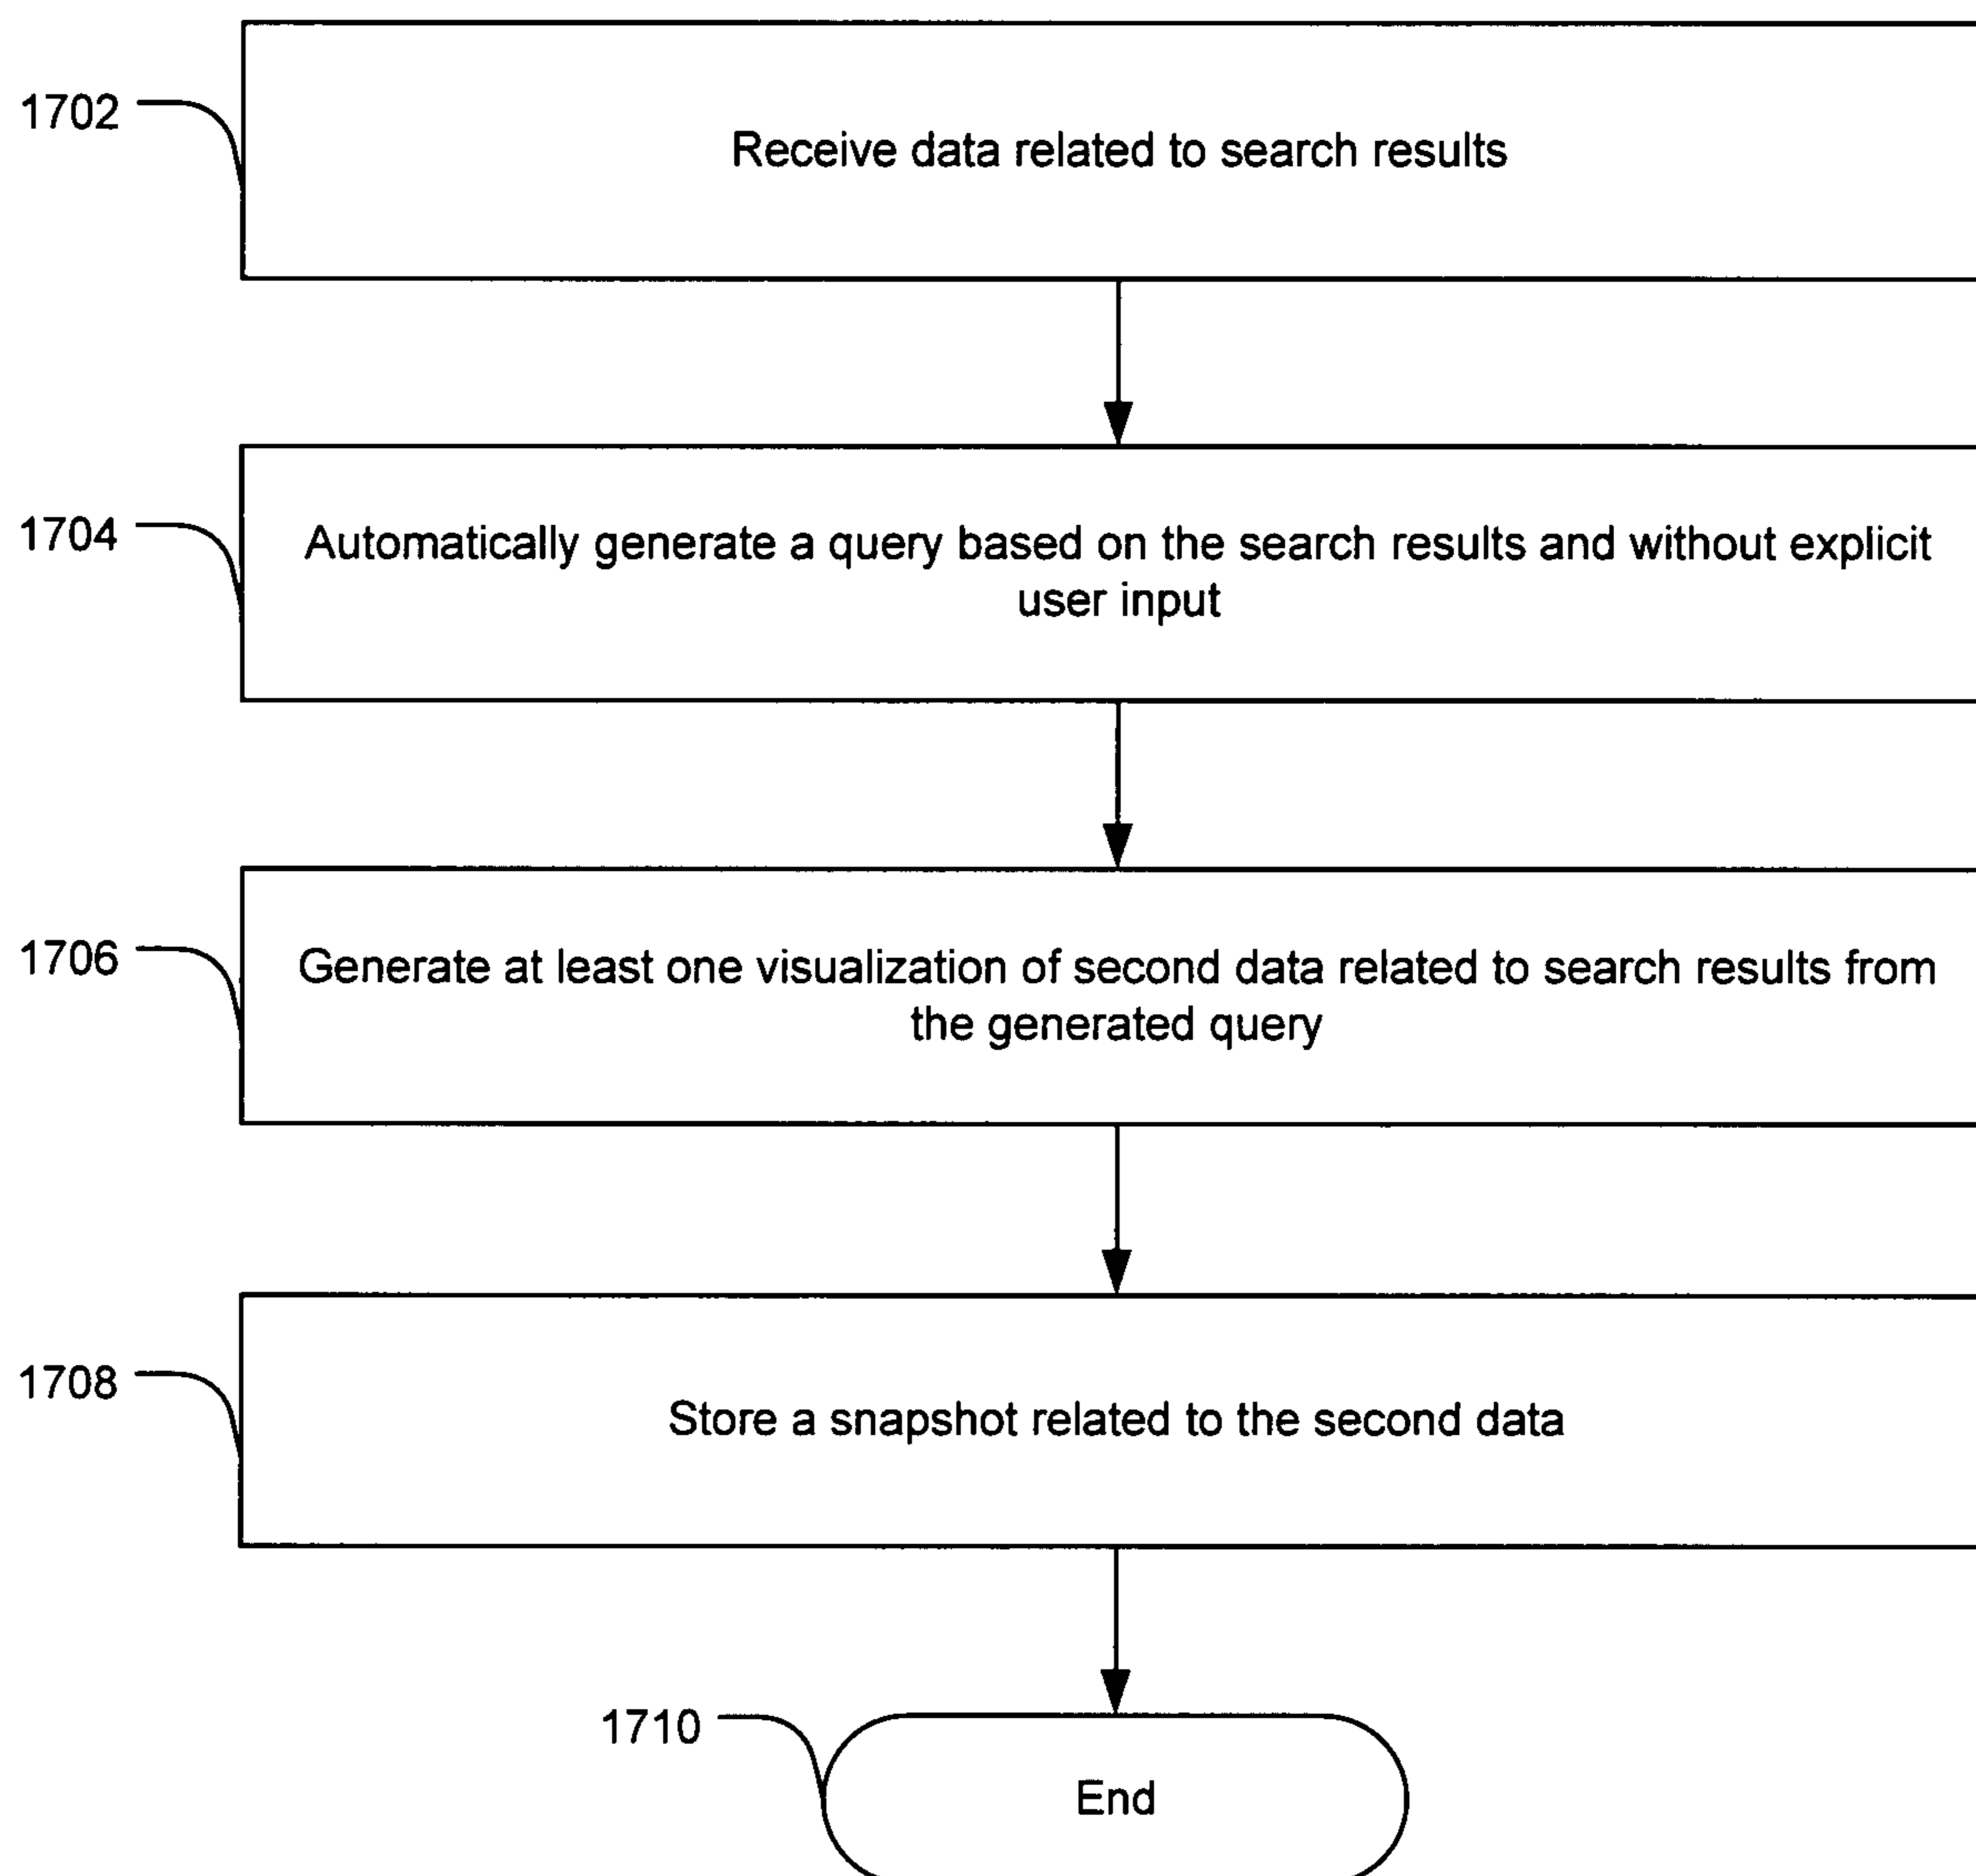 1702
Receive data related to search results
1704
Automatically generate a query based on the search results and without explicit
user input
1706
Generate at least one visualization of second data related to search results from
the generated query
1708
Store a snapshot related to the second data
1710
End